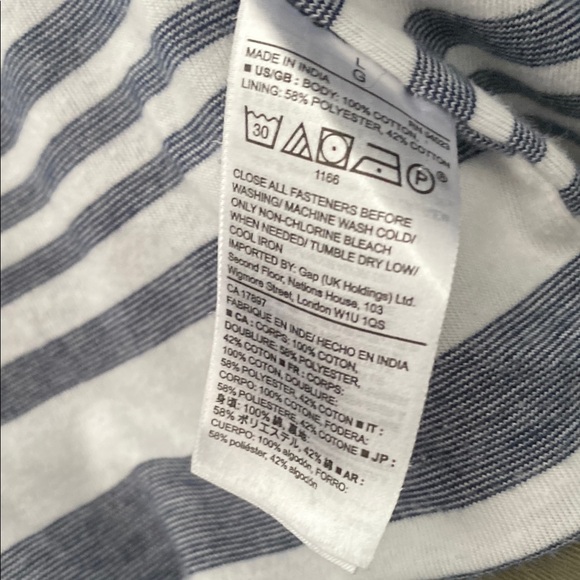 L
G
MADE IN INDIA
■ US/GB : BODY: 100% COTTON
LINING: 58% POLYESTER, 42% COTTON
30
P
1166
CLOSE ALL FASTENERS BEFORE
WASHING/ MACHINE WASH COLD/
ONLY NON-CHLORINE BLEACH
WHEN NEEDED/ TUMBLE DRY LOW/
COOL IRON
IMPORTED BY: Gap (UK Holdings) Ltd.
Second Floor, Nations House, 103
Wigmore Street, London W1U 1QS
CA 17897
FABRIQUE EN INDE/ HECHO EN INDIA
■ CA : CORPS: 100% COTON,
DOUBLURE: 58% POLYESTER,
42% COTON ■ FR : CORPS:
100% COTON, DOUBLURE:
58% POLYESTER, 42% COTON ■ IT :
CORPO: 100% COTONE, FODERA:
58% POLIESTERE, 42% COTONE ■ JP :
身頃: 100% 綿, 裏地:
58% ポリエステル, 42% 綿 ■ AR :
CUERPO: 100% algodón, FORRO:
58% poliéster, 42% algodón